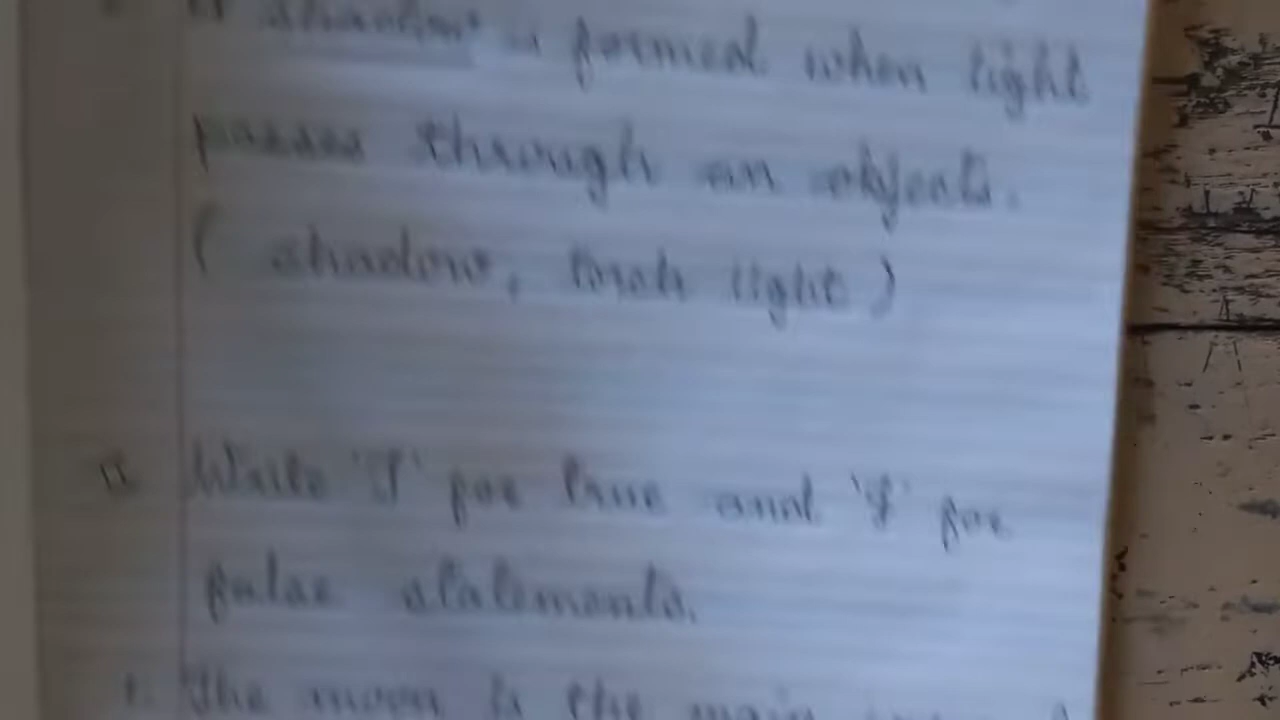 A shadow is formed when light
passes through an objects.
( shadow, torch light )
II. Write 'T' for true and 'F' for
false statements.
1. The moon is the main